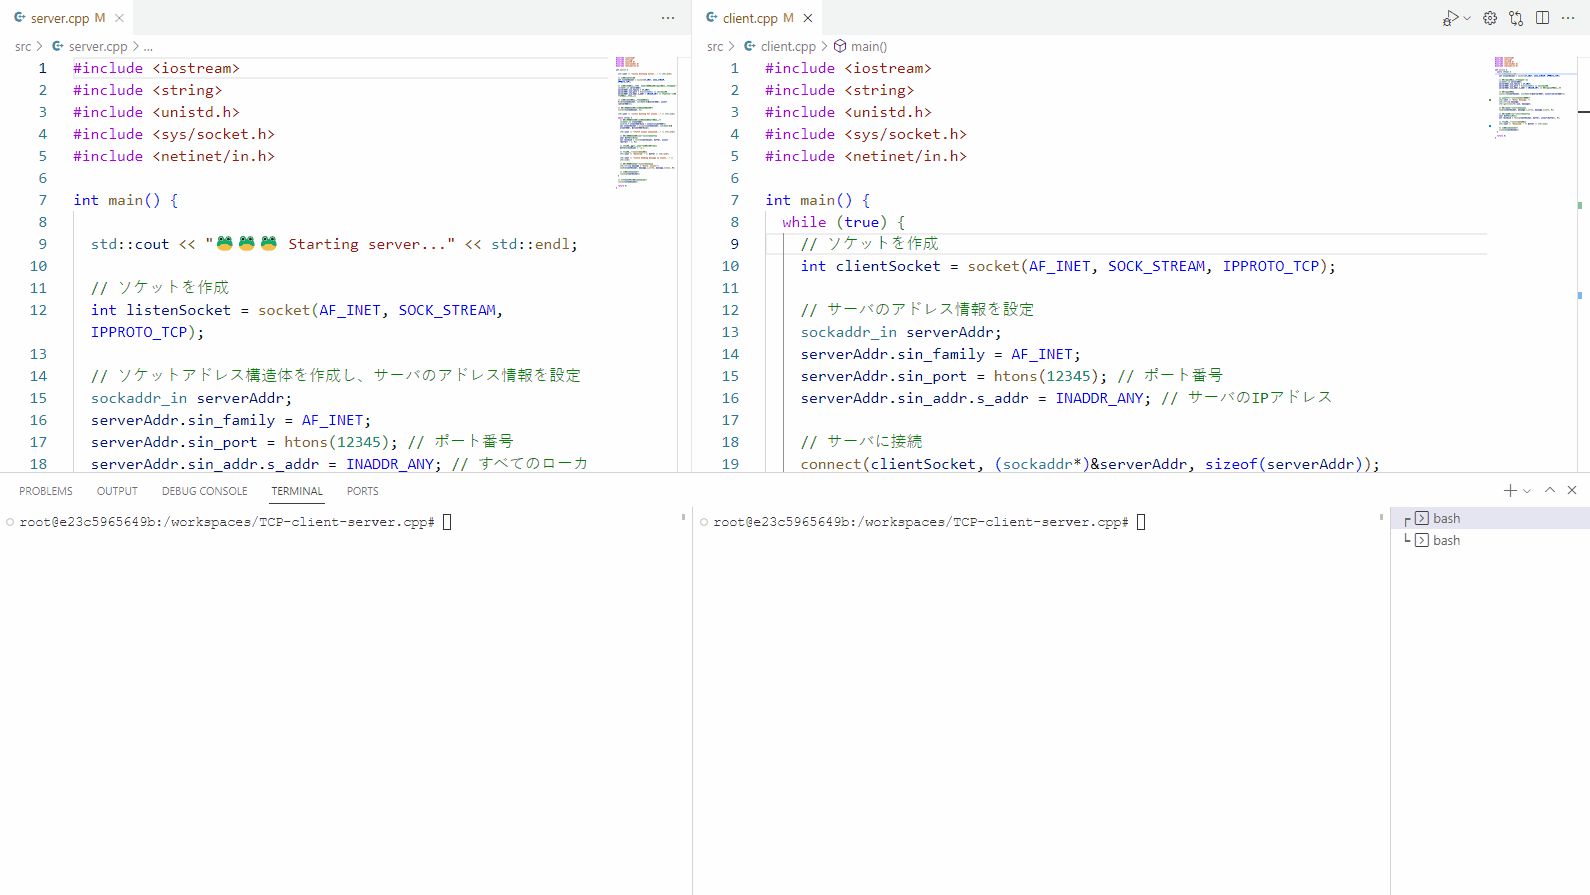 server.cpp M
src > server.cpp > ...
1 #include <iostream>
2 #include <string>
3 #include <unistd.h>
4 #include <sys/socket.h>
5 #include <netinet/in.h>
6
7 int main() {
8
9 std::cout << "🐸🐸🐸 Starting server..." << std::endl;
10
11 // ソケットを作成
12 int listenSocket = socket(AF_INET, SOCK_STREAM,
IPPROTO_TCP);
13
14 // ソケットアドレス構造体を作成し、サーバのアドレス情報を設定
15 sockaddr_in serverAddr;
16 serverAddr.sin_family = AF_INET;
17 serverAddr.sin_port = htons(12345); // ポート番号
18 serverAddr.sin_addr.s_addr = INADDR_ANY; // すべてのローカ
client.cpp M
src > client.cpp > main()
1 #include <iostream>
2 #include <string>
3 #include <unistd.h>
4 #include <sys/socket.h>
5 #include <netinet/in.h>
6
7 int main() {
8 while (true) {
9 // ソケットを作成
10 int clientSocket = socket(AF_INET, SOCK_STREAM, IPPROTO_TCP);
11
12 // サーバのアドレス情報を設定
13 sockaddr_in serverAddr;
14 serverAddr.sin_family = AF_INET;
15 serverAddr.sin_port = htons(12345); // ポート番号
16 serverAddr.sin_addr.s_addr = INADDR_ANY; // サーバのIPアドレス
17
18 // サーバに接続
19 connect(clientSocket, (sockaddr*)&serverAddr, sizeof(serverAddr));
PROBLEMS OUTPUT DEBUG CONSOLE TERMINAL PORTS
root@e23c5965649b:/workspaces/TCP-client-server.cpp#
root@e23c5965649b:/workspaces/TCP-client-server.cpp#
bash
bash